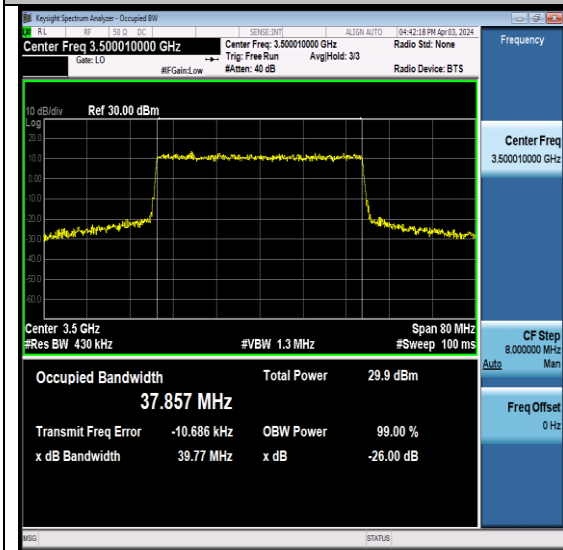 Keysight Spectrum Analyzer - Occupied BW
RL RF 50 Ω DC SENSE:INT ALIGN AUTO 04:42:18 PM Apr 03, 2024
Center Freq 3.500010000 GHz Center Freq: 3.500010000 GHz Radio Std: None Frequency
Gate: LO Trig: Free Run Avg|Hold: 3/3
#IFGain:Low #Atten: 40 dB Radio Device: BTS
10 dB/div Ref 30.00 dBm
Log
20.0
10.0
0.00
-10.0
-20.0
-30.0
-40.0
-50.0
-60.0
Center 3.5 GHz Span 80 MHz
#Res BW 430 kHz #VBW 1.3 MHz #Sweep 100 ms
Occupied Bandwidth Total Power 29.9 dBm
37.857 MHz
Transmit Freq Error -10.686 kHz OBW Power 99.00 %
x dB Bandwidth 39.77 MHz x dB -26.00 dB
Center Freq
3.500010000 GHz
CF Step
8.000000 MHz
Auto Man
Freq Offset
0 Hz
MSG STATUS